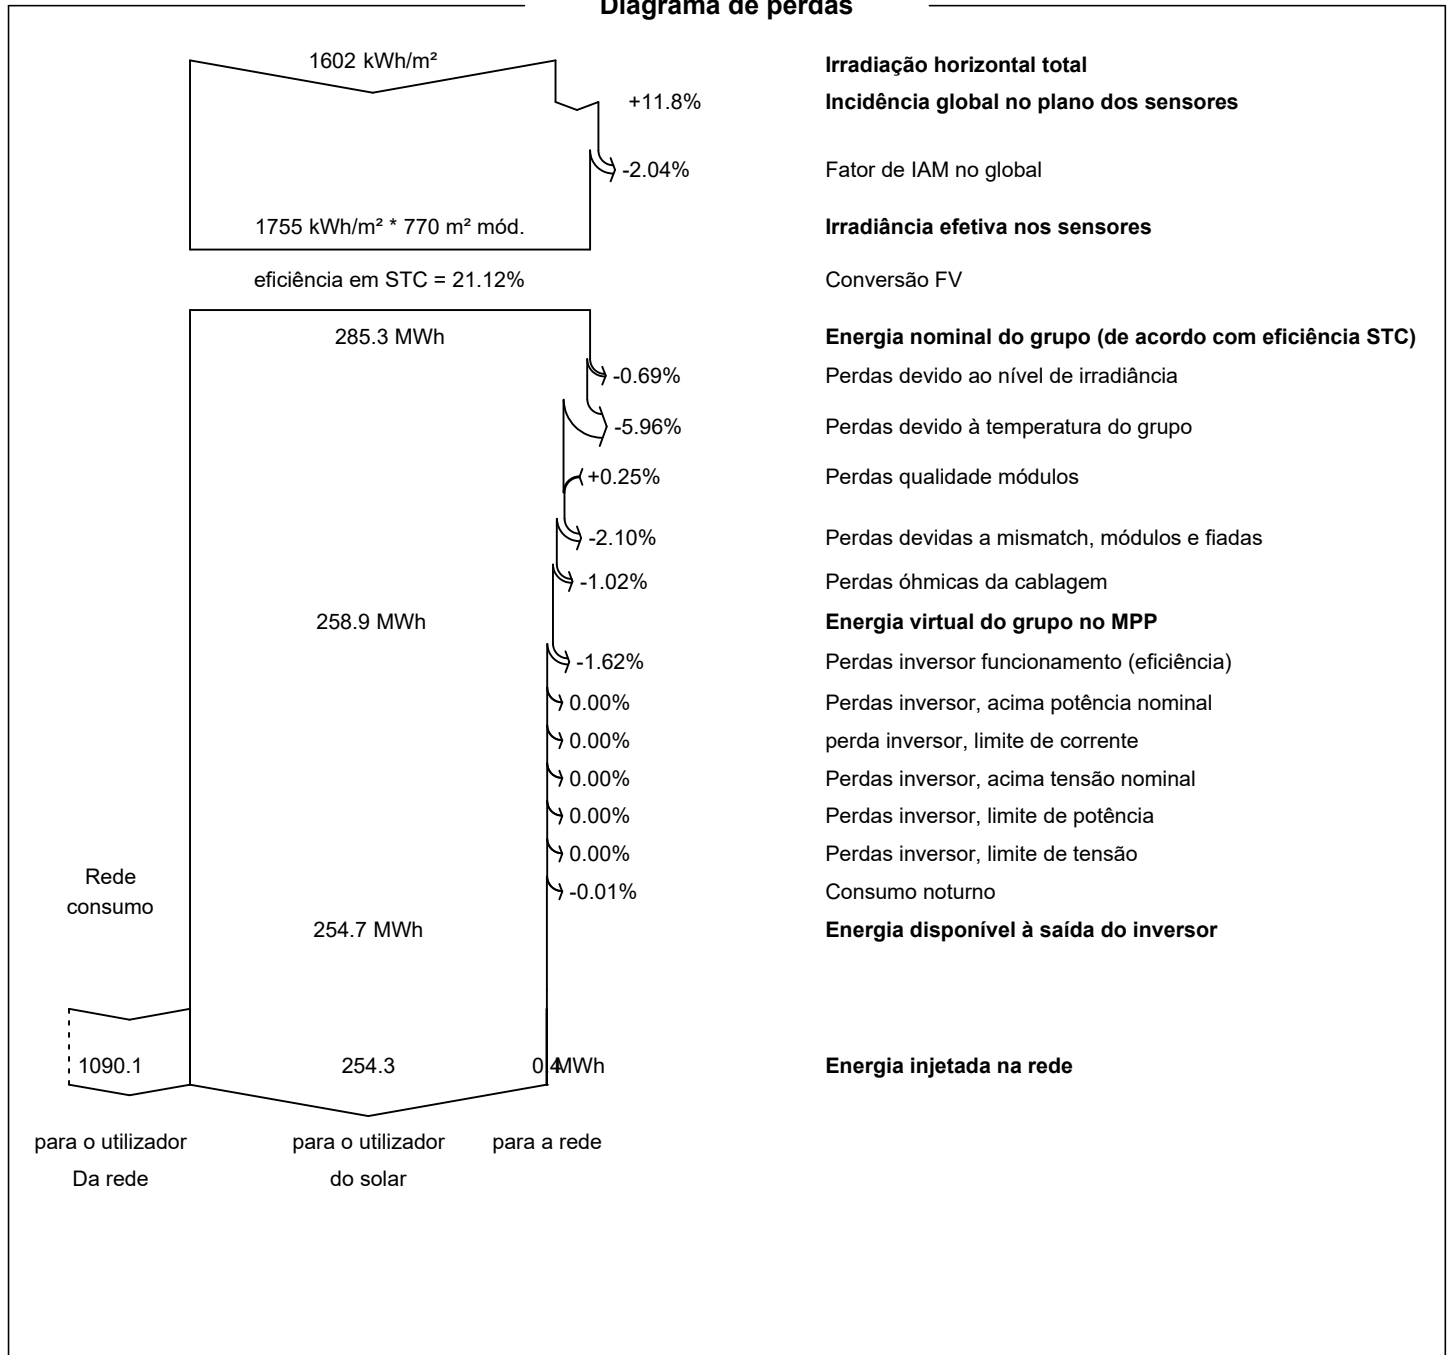 Diagrama de perdas
1602 kWh/m²
Irradiação horizontal total
+11.8%
Incidência global no plano dos sensores
-2.04%
Fator de IAM no global
1755 kWh/m² * 770 m² mód.
Irradiância efetiva nos sensores
eficiência em STC = 21.12%
Conversão FV
285.3 MWh
Energia nominal do grupo (de acordo com eficiência STC)
-0.69%
Perdas devido ao nível de irradiância
-5.96%
Perdas devido à temperatura do grupo
+0.25%
Perdas qualidade módulos
-2.10%
Perdas devidas a mismatch, módulos e fiadas
-1.02%
Perdas óhmicas da cablagem
258.9 MWh
Energia virtual do grupo no MPP
-1.62%
Perdas inversor funcionamento (eficiência)
0.00%
Perdas inversor, acima potência nominal
0.00%
perda inversor, limite de corrente
0.00%
Perdas inversor, acima tensão nominal
0.00%
Perdas inversor, limite de potência
0.00%
Perdas inversor, limite de tensão
Rede
consumo
-0.01%
Consumo noturno
254.7 MWh
Energia disponível à saída do inversor
1090.1
254.3
0.4MWh
Energia injetada na rede
para o utilizador
Da rede
para o utilizador
do solar
para a rede